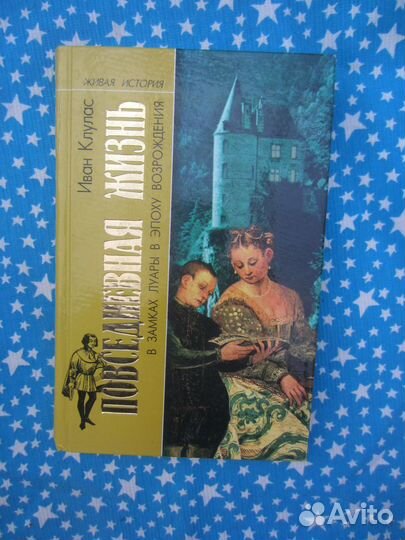 ЖИВАЯ ИСТОРИЯ
Иван Клулас
ПОВСЕДНЕВНАЯ ЖИЗНЬ
В ЗАМКАХ ЛУАРЫ В ЭПОХУ ВОЗРОЖДЕНИЯ
Avito